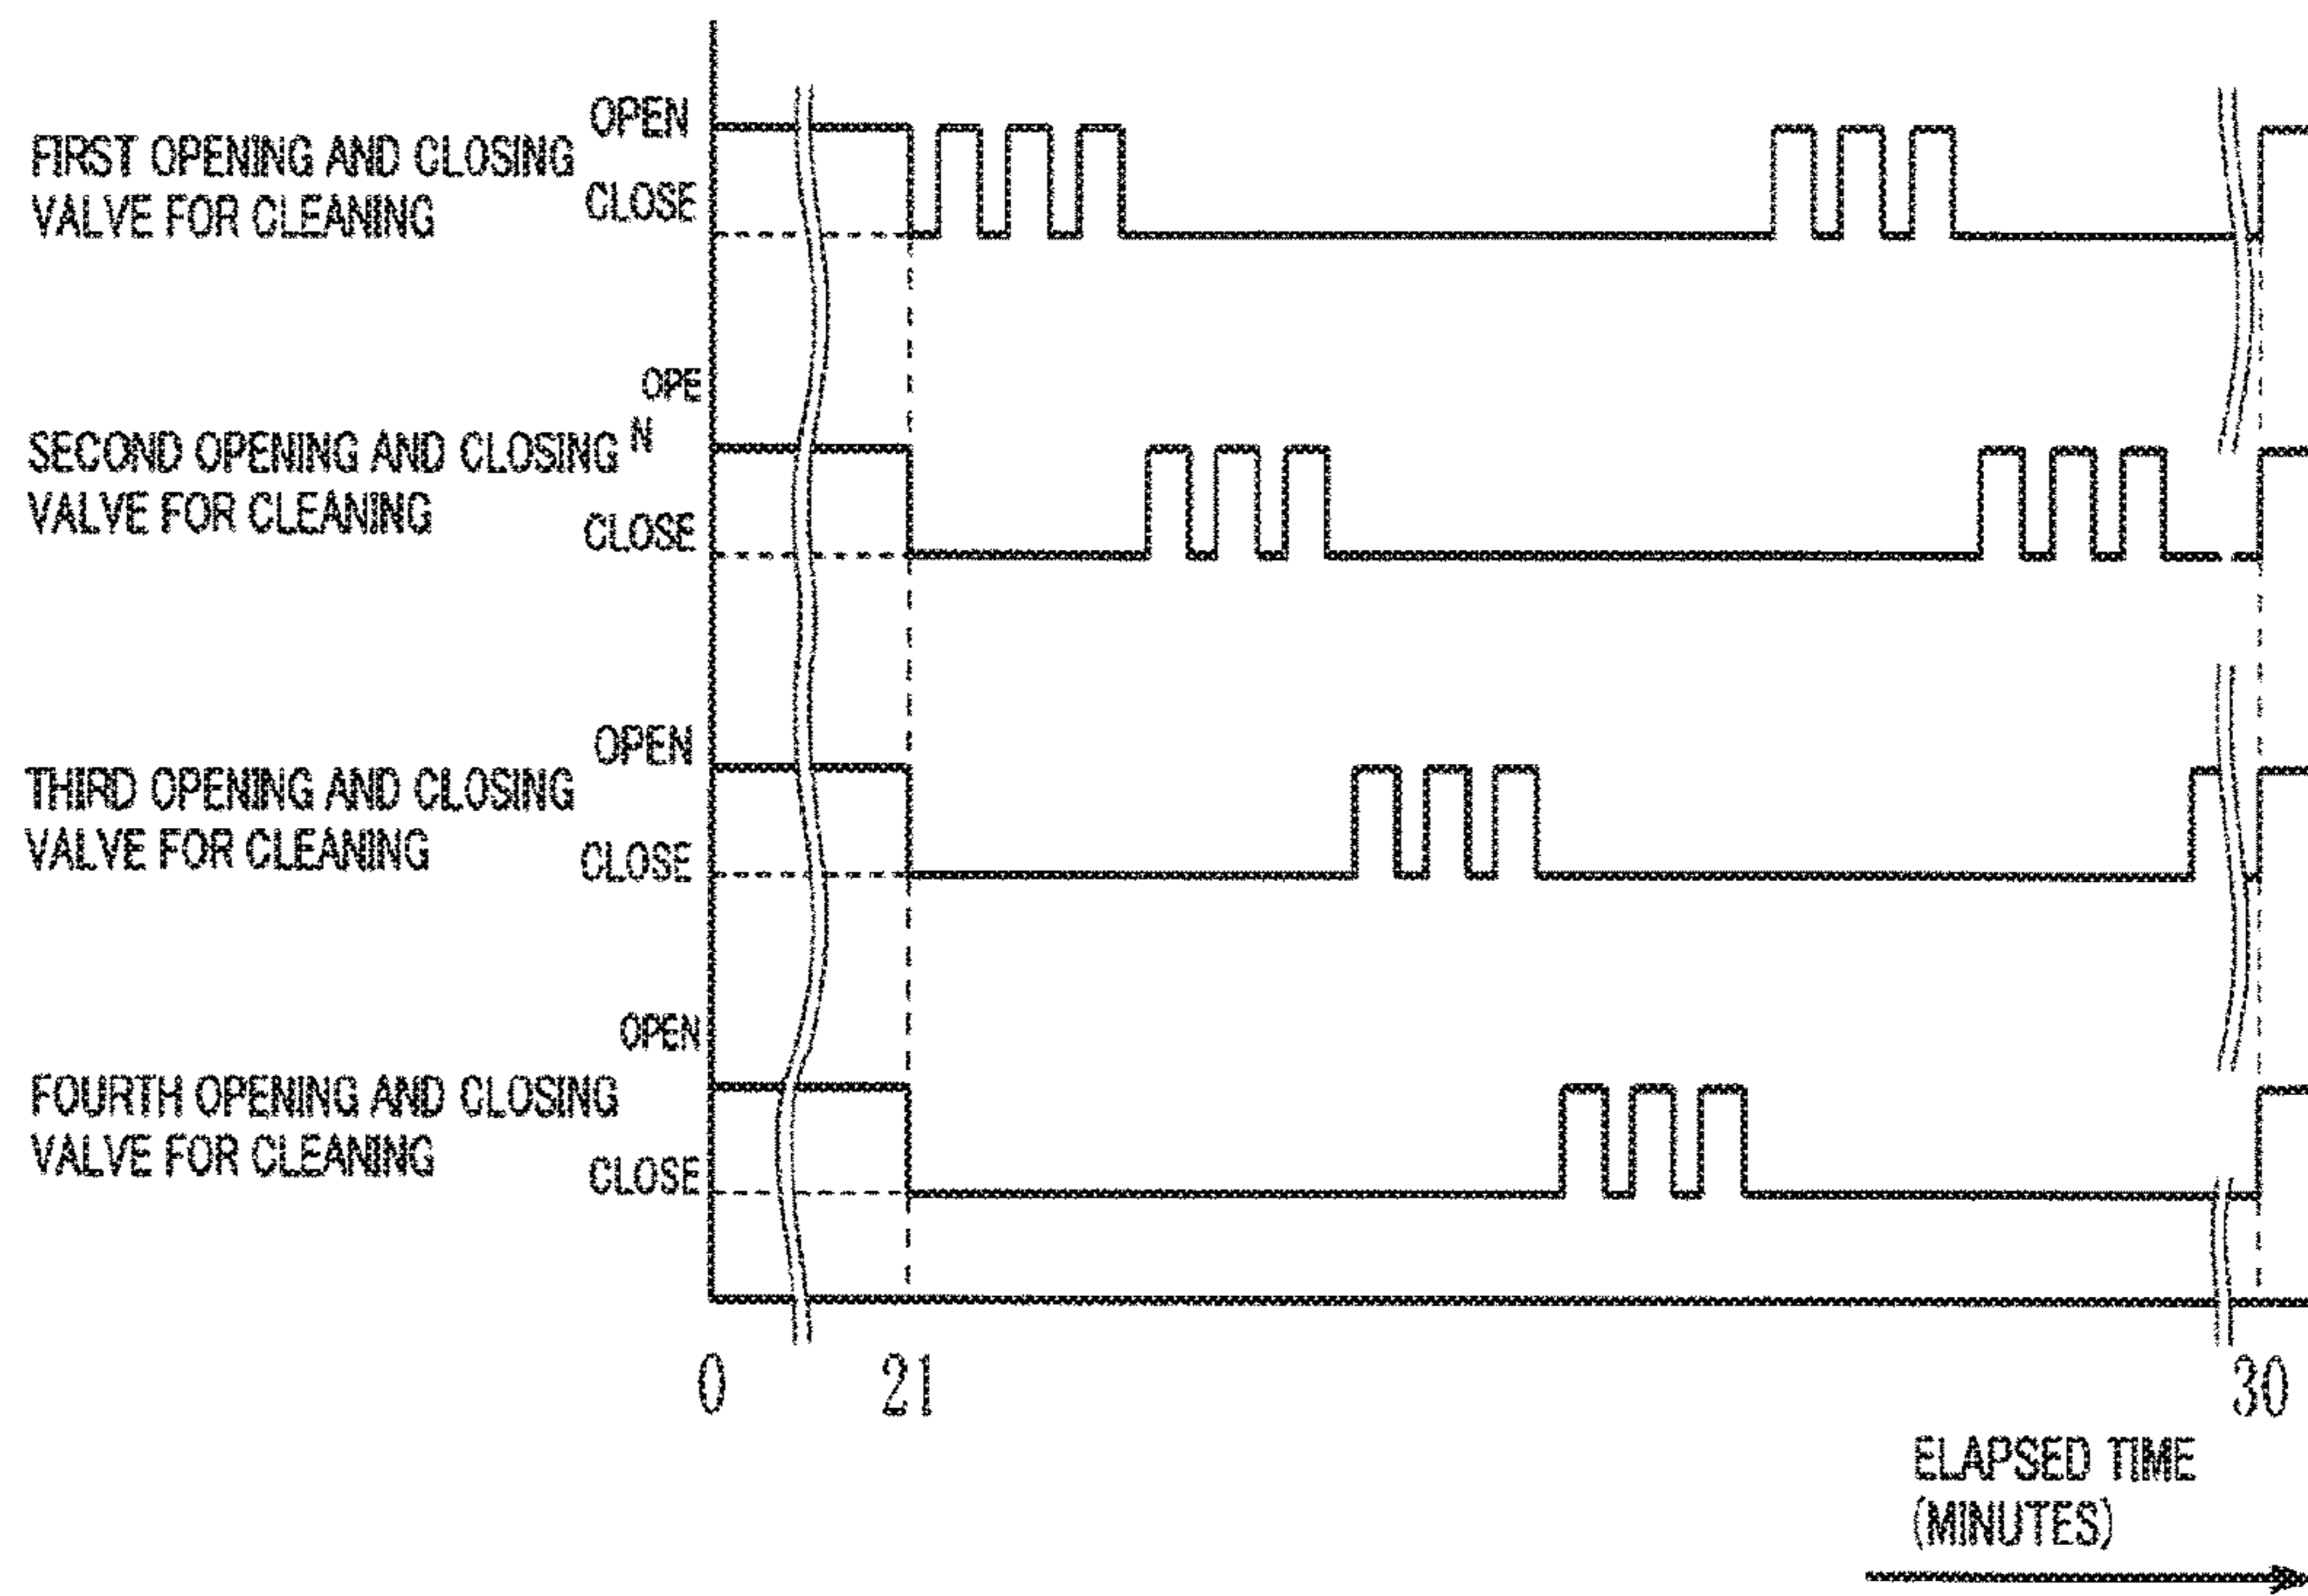 OPEN
FIRST OPENING AND CLOSING
VALVE FOR CLEANING
CLOSE
OPE
N
SECOND OPENING AND CLOSING
VALVE FOR CLEANING
CLOSE
OPEN
THIRD OPENING AND CLOSING
VALVE FOR CLEANING
CLOSE
OPEN
FOURTH OPENING AND CLOSING
VALVE FOR CLEANING
CLOSE
0 21 30
ELAPSED TIME
(MINUTES)